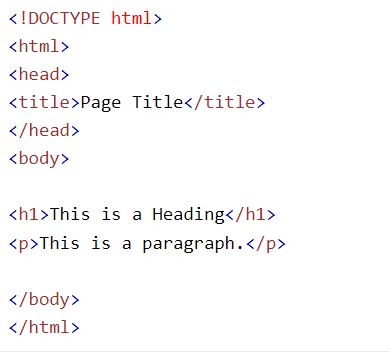 <!DOCTYPE html>
<html>
<head>
<title>Page Title</title>
</head>
<body>

<h1>This is a Heading</h1>
<p>This is a paragraph.</p>

</body>
</html>